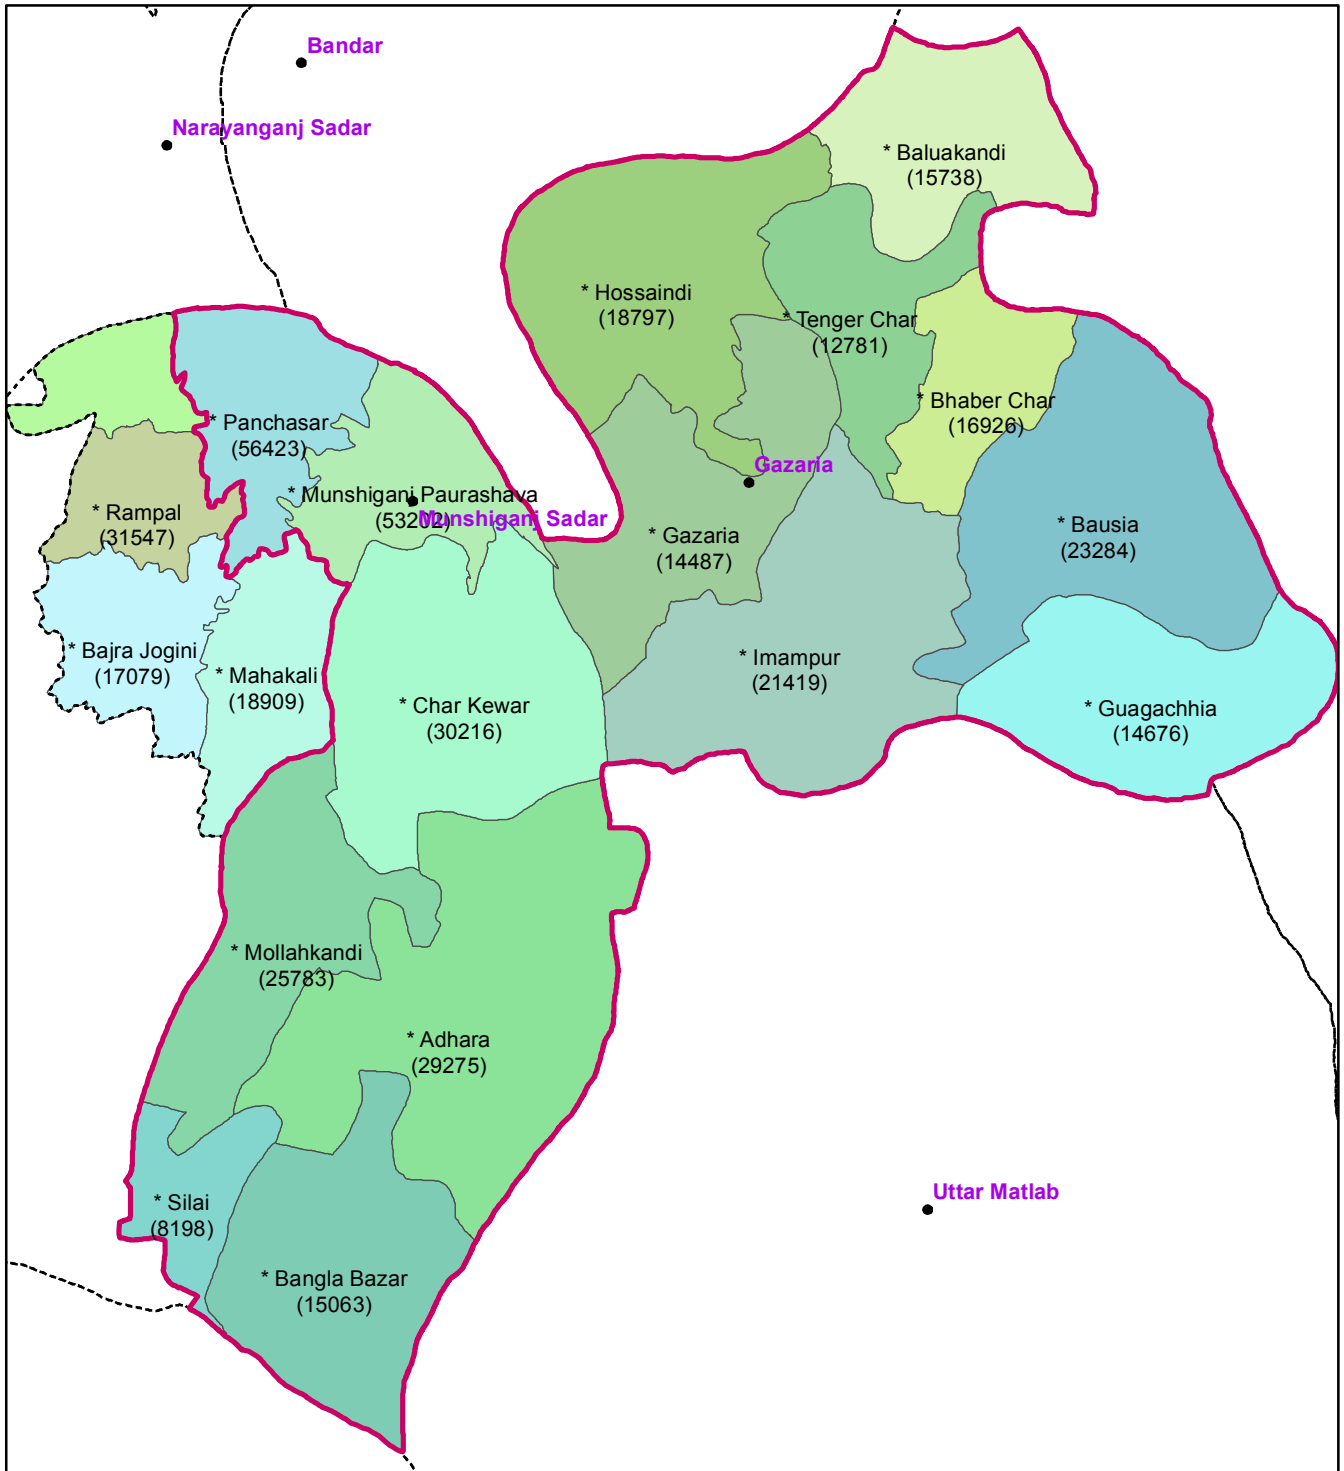 Bandar
Narayanganj Sadar
* Baluakandi
(15738)
* Hossaindi
(18797)
* Tenger Char
(12781)
* Panchasar
(56423)
* Bhaber Char
(16926)
Gazaria
* Munshiganj Paurashava
(53202)
Munshiganj Sadar
* Rampal
(31547)
* Gazaria
(14487)
* Bausia
(23284)
* Bajra Jogini
(17079)
* Mahakali
(18909)
* Imampur
(21419)
* Char Kewar
(30216)
* Guagachhia
(14676)
* Mollahkandi
(25783)
* Adhara
(29275)
* Silai
(8198)
Uttar Matlab
* Bangla Bazar
(15063)